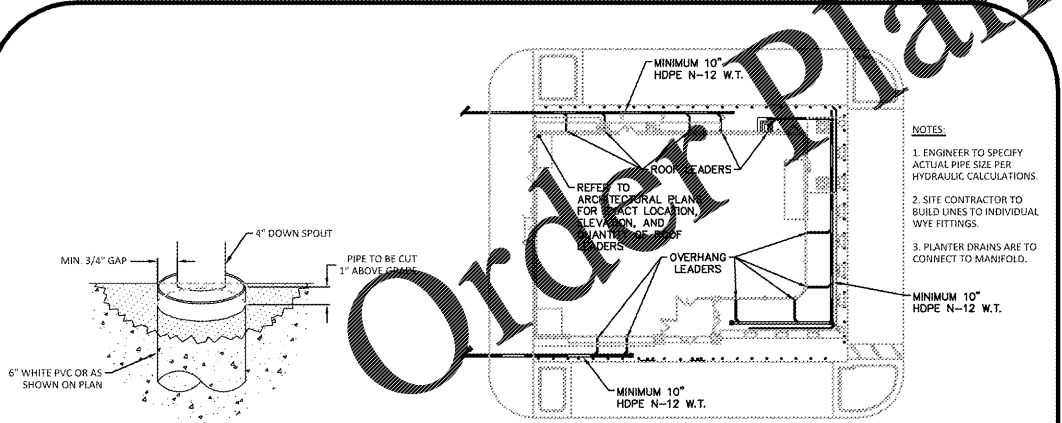 Order Plan
MINIMUM 10"
HDPE N-12 W.T.
ROOF LEADERS
REFER TO
ARCHITECTURAL PLANS
FOR EXACT LOCATION,
ELEVATION, AND
QUANTITY OF ROOF
LEADERS
OVERHANG
LEADERS
MINIMUM 10"
HDPE N-12 W.T.
MINIMUM 10"
HDPE N-12 W.T.
NOTES:
1. ENGINEER TO SPECIFY
ACTUAL PIPE SIZE PER
HYDRAULIC CALCULATIONS.
2. SITE CONTRACTOR TO
BUILD LINES TO INDIVIDUAL
WYE FITTINGS.
3. PLANTER DRAINS ARE TO
CONNECT TO MANIFOLD.
4" DOWN SPOUT
MIN. 3/4" GAP
PIPE TO BE CUT
1" ABOVE GRADE
6" WHITE PVC OR AS
SHOWN ON PLAN